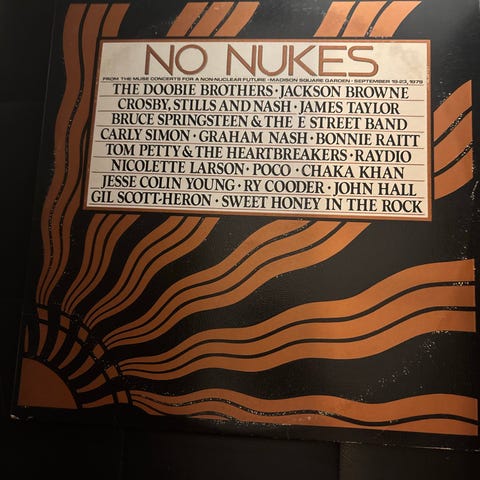 NO NUKES
FROM THE MUSE CONCERTS FOR A NON-NUCLEAR FUTURE • MADISON SQUARE GARDEN • SEPTEMBER 19-23, 1979
THE DOOBIE BROTHERS • JACKSON BROWNE
CROSBY, STILLS AND NASH • JAMES TAYLOR
BRUCE SPRINGSTEEN & THE E STREET BAND
CARLY SIMON • GRAHAM NASH • BONNIE RAITT
TOM PETTY & THE HEARTBREAKERS • RAYDIO
NICOLETTE LARSON • POCO • CHAKA KHAN
JESSE COLIN YOUNG • RY COODER • JOHN HALL
GIL SCOTT-HERON • SWEET HONEY IN THE ROCK